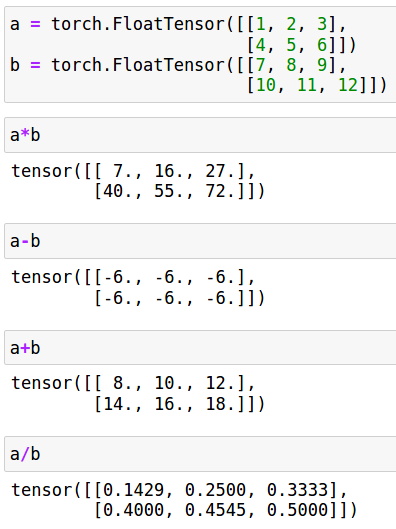 a = torch.FloatTensor([[1, 2, 3],
                       [4, 5, 6]])
b = torch.FloatTensor([[7, 8, 9],
                       [10, 11, 12]])
a*b
tensor([[ 7., 16., 27.],
        [40., 55., 72.]])
a-b
tensor([[-6., -6., -6.],
        [-6., -6., -6.]])
a+b
tensor([[ 8., 10., 12.],
        [14., 16., 18.]])
a/b
tensor([[0.1429, 0.2500, 0.3333],
        [0.4000, 0.4545, 0.5000]])